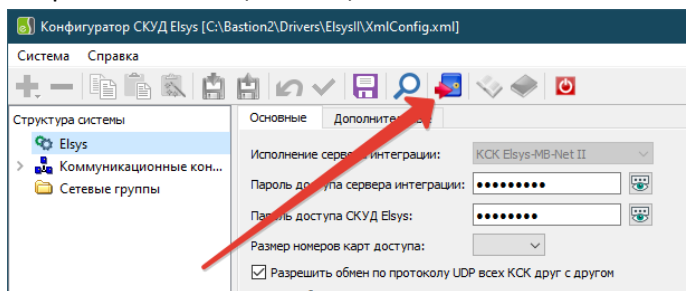 Конфигуратор СКУД Elsys [C:\Bastion2\Drivers\ElsysII\XmlConfig.xml]
Система Справка
Структура системы
Основные
Elsys
Коммуникационные кон...
Сетевые группы
Исполнение сервера интеграции: КСК Elsys-MB-Net II
Пароль доступа сервера интеграции: •••••••••
Пароль доступа СКУД Elsys: ••••••••
Размер номеров карт доступа:
Разрешить обмен по протоколу UDP всех КСК друг с другом